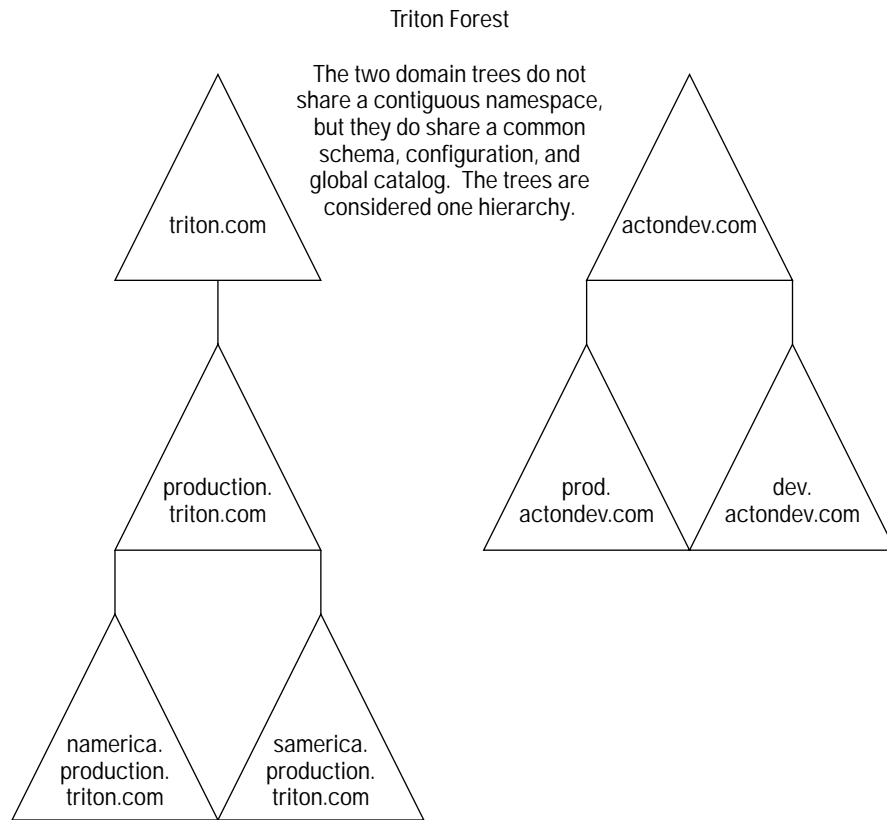 Triton Forest
The two domain trees do not
share a contiguous namespace,
but they do share a common
schema, configuration, and
global catalog.  The trees are
considered one hierarchy.
triton.com
actondev.com
production.
triton.com
prod.
actondev.com
dev.
actondev.com
namerica.
production.
triton.com
samerica.
production.
triton.com